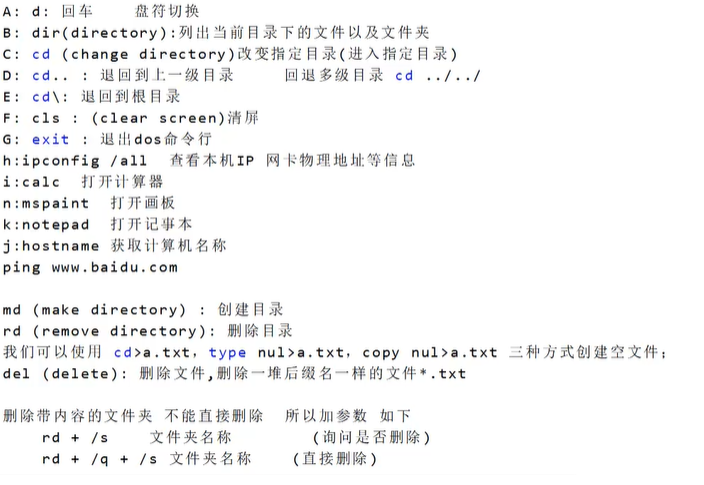 A: d: 回车 盘符切换
B: dir(directory):列出当前目录下的文件以及文件夹
C: cd (change directory)改变指定目录(进入指定目录)
D: cd.. : 退回到上一级目录 回退多级目录 cd ../../
E: cd\: 退回到根目录
F: cls : (clear screen)清屏
G: exit : 退出dos命令行
h:ipconfig /all 查看本机IP 网卡物理地址等信息
i:calc 打开计算器
n:mspaint 打开画板
k:notepad 打开记事本
j:hostname 获取计算机名称
ping www.baidu.com
md (make directory) : 创建目录
rd (remove directory): 删除目录
我们可以使用 cd>a.txt，type nul>a.txt，copy nul>a.txt 三种方式创建空文件；
del (delete): 删除文件,删除一堆后缀名一样的文件*.txt
删除带内容的文件夹 不能直接删除 所以加参数 如下
rd + /s 文件夹名称 (询问是否删除)
rd + /q + /s 文件夹名称 (直接删除)